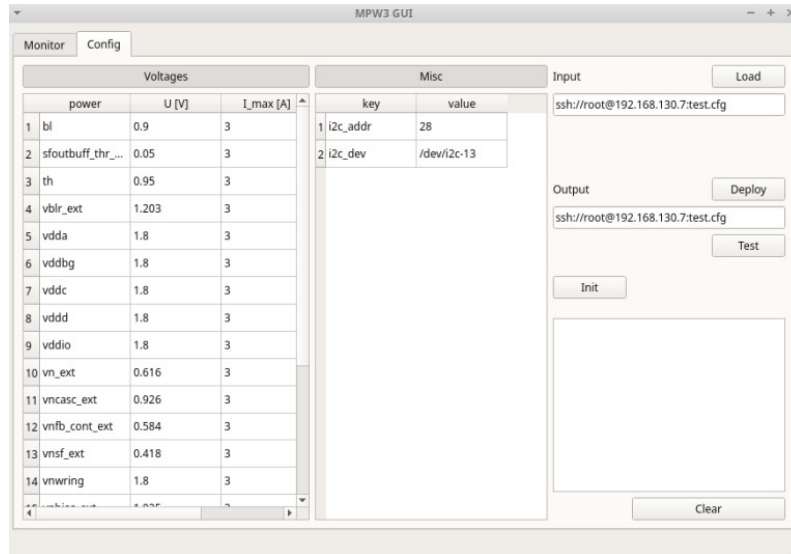 MPW3 GUI
Monitor Config
Voltages
power U [V] I_max [A]
1 bl 0.9 3
2 sfoutbuff_thr_... 0.05 3
3 th 0.95 3
4 vblr_ext 1.203 3
5 vdda 1.8 3
6 vddbg 1.8 3
7 vddc 1.8 3
8 vddd 1.8 3
9 vddio 1.8 3
10 vn_ext 0.616 3
11 vncasc_ext 0.926 3
12 vnfb_cont_ext 0.584 3
13 vnsf_ext 0.418 3
14 vnwring 1.8 3
Misc
key value
1 i2c_addr 28
2 i2c_dev /dev/i2c-13
Input Load
ssh://root@192.168.130.7:test.cfg
Output Deploy
ssh://root@192.168.130.7:test.cfg
Test
Init
Clear